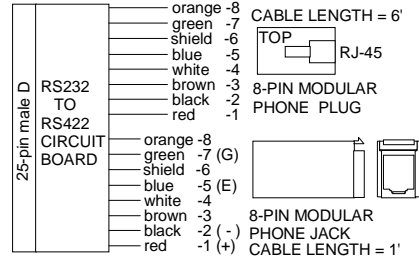 25-pin male D
RS232
TO
RS422
CIRCUIT
BOARD
orange -8
green -7
shield -6
blue -5
white -4
brown -3
black -2
red -1
CABLE LENGTH = 6'
TOP
RJ-45
8-PIN MODULAR
PHONE PLUG
orange -8
green -7 (G)
shield -6
blue -5 (E)
white -4
brown -3
black -2 ( - )
red -1 (+)
8-PIN MODULAR
PHONE JACK
CABLE LENGTH = 1'